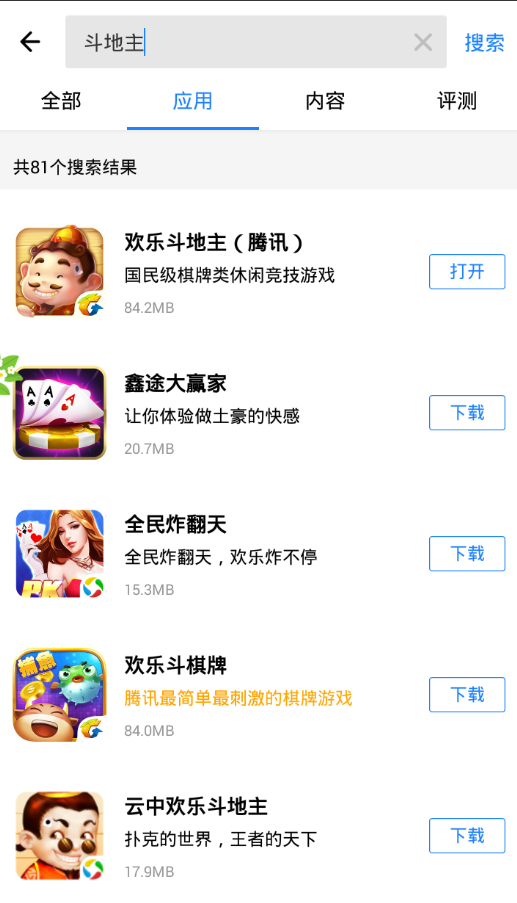 斗地主
搜索
全部
应用
内容
评测
共81个搜索结果
欢乐斗地主（腾讯）
国民级棋牌类休闲竞技游戏
84.2MB
打开
鑫途大赢家
让你体验做土豪的快感
20.7MB
下载
A A A
全民炸翻天
全民炸翻天，欢乐炸不停
15.3MB
下载
PK
欢乐斗棋牌
腾讯最简单最刺激的棋牌游戏
84.0MB
下载
捕鱼
云中欢乐斗地主
扑克的世界，王者的天下
17.9MB
下载